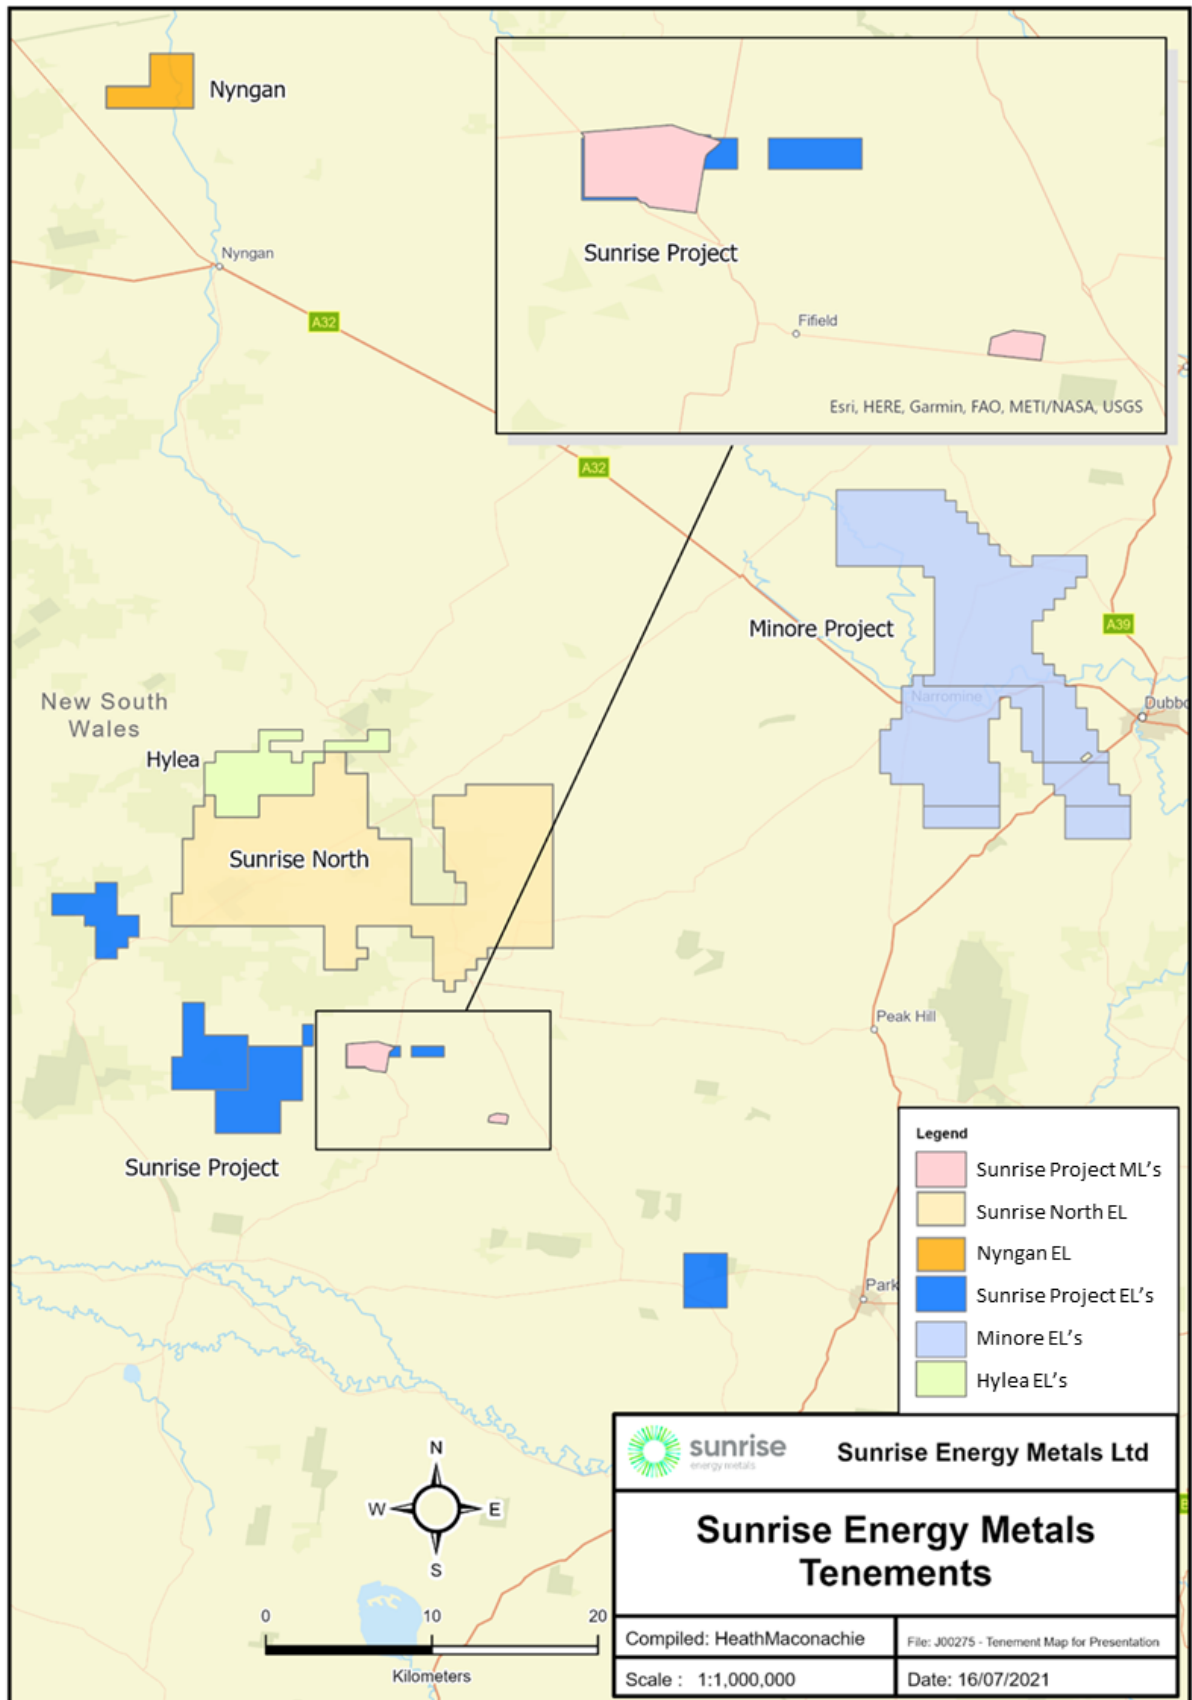 Nyngan
Nyngan
A32
Sunrise Project
Fifield
Esri, HERE, Garmin, FAO, METI/NASA, USGS
A32
Minore Project
A39
New South
Wales
Narromine
Dubbo
Hylea
Sunrise North
Peak Hill
Sunrise Project
Park
Legend
Sunrise Project ML's
Sunrise North EL
Nyngan EL
Sunrise Project EL's
Minore EL's
Hylea EL's
sunrise
energy metals
Sunrise Energy Metals Ltd
Sunrise Energy Metals
Tenements
Compiled: HeathMaconachie
File: J00275 - Tenement Map for Presentation
Scale : 1:1,000,000
Date: 16/07/2021
N
W E
S
0 10 20
Kilometers